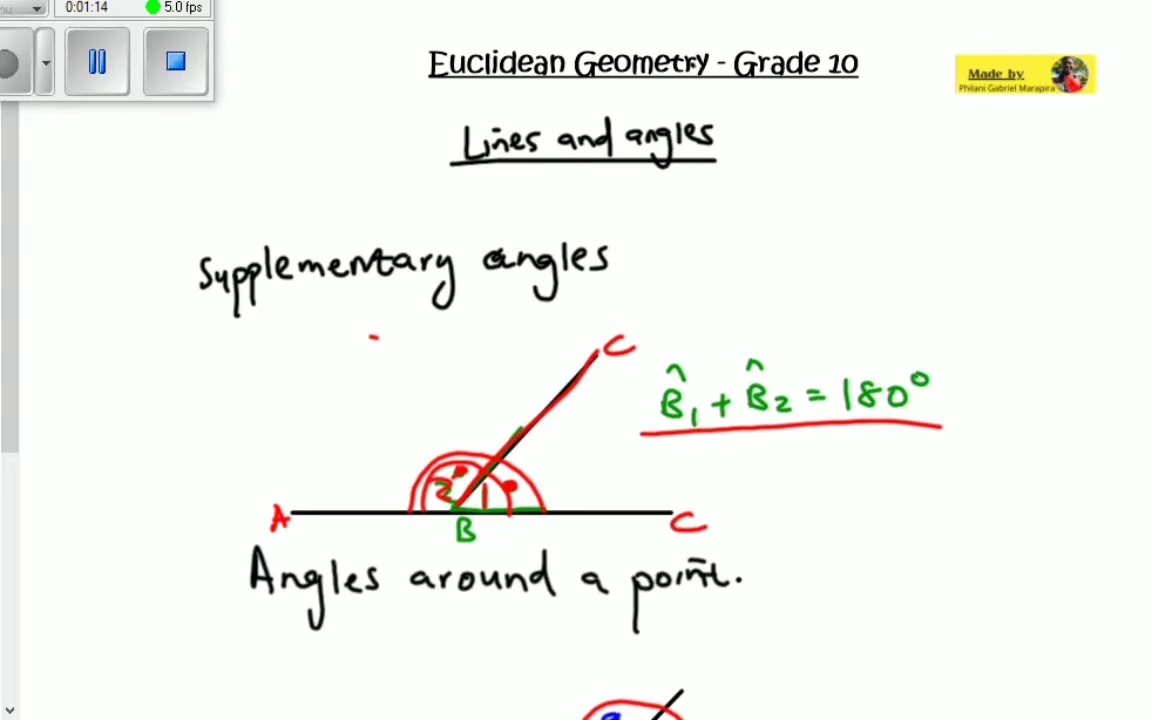 0:01:14 5.0 fps
Euclidean Geometry - Grade 10
Made by
Philani Gabriel Marapira
Lines and angles
Supplementary angles
C
B̂1 + B̂2 = 180°
2 1
A B C
Angles around a point.